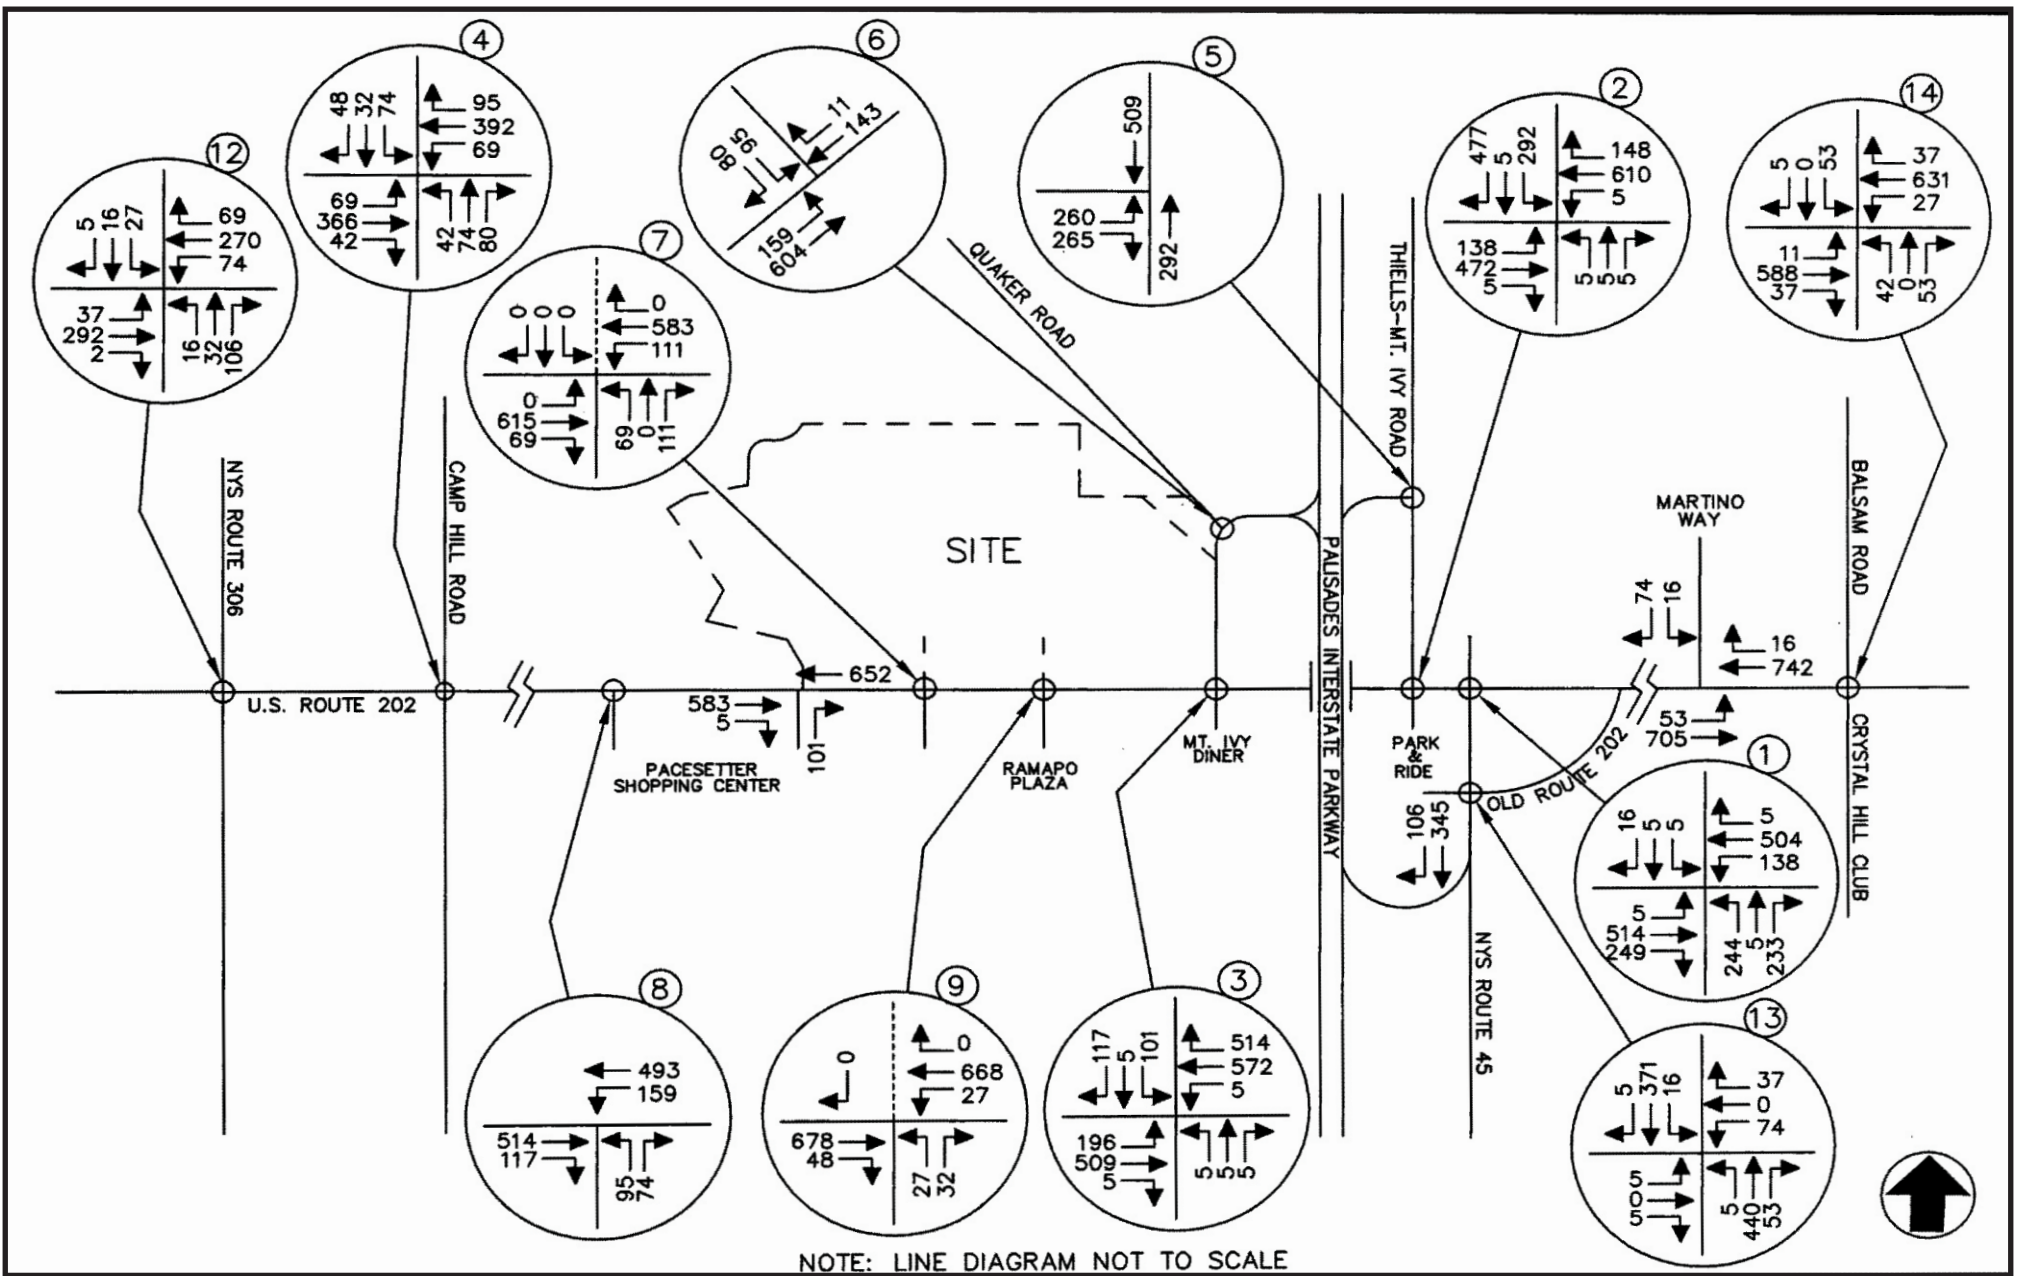 4
48 32 74
95
392
69
69
366
42
42 74 80
6
11
143
95
80
159
604
5
509
260
265
292
2
477 5 292
148
610
5
138
472
5
5 5 5
14
5 0 53
37
631
27
11
588
37
42 0 53
12
5 16 27
69
270
74
37
292
2
16 32 106
7
0 0 0
0
583
111
0
615
69
69 0 111
QUAKER ROAD
THIELLS-MT. IVY ROAD
NYS ROUTE 306
CAMP HILL ROAD
SITE
PALISADES INTERSTATE PARKWAY
MARTINO
WAY
BALSAM ROAD
74 16
16
742
53
705
U.S. ROUTE 202
652
583
5
101
PACESETTER
SHOPPING CENTER
RAMAPO
PLAZA
MT. IVY
DINER
PARK
&
RIDE
OLD ROUTE 202
106 345
NYS ROUTE 45
CRYSTAL HILL CLUB
1
16 5 5
5
504
138
5
514
249
244 5 233
8
493
159
514
117
95 74
9
0
0
668
27
678
48
27 32
3
117 5 101
514
572
5
196
509
5
5 5 5
13
5 371 16
37
0
74
5
0
5
5 440 53
NOTE: LINE DIAGRAM NOT TO SCALE